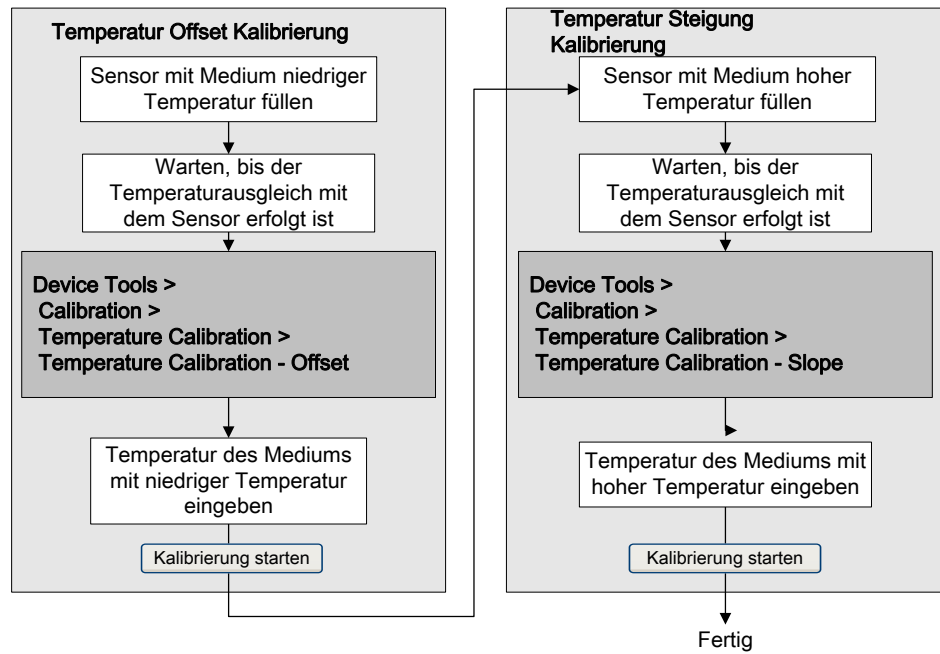 Temperatur Offset Kalibrierung
Sensor mit Medium niedriger
Temperatur füllen
Warten, bis der
Temperaturausgleich mit
dem Sensor erfolgt ist
Device Tools >
Calibration >
Temperature Calibration >
Temperature Calibration - Offset
Temperatur des Mediums
mit niedriger Temperatur
eingeben
Kalibrierung starten
Temperatur Steigung
Kalibrierung
Sensor mit Medium hoher
Temperatur füllen
Warten, bis der
Temperaturausgleich mit
dem Sensor erfolgt ist
Device Tools >
Calibration >
Temperature Calibration >
Temperature Calibration - Slope
Temperatur des Mediums mit
hoher Temperatur eingeben
Kalibrierung starten
Fertig